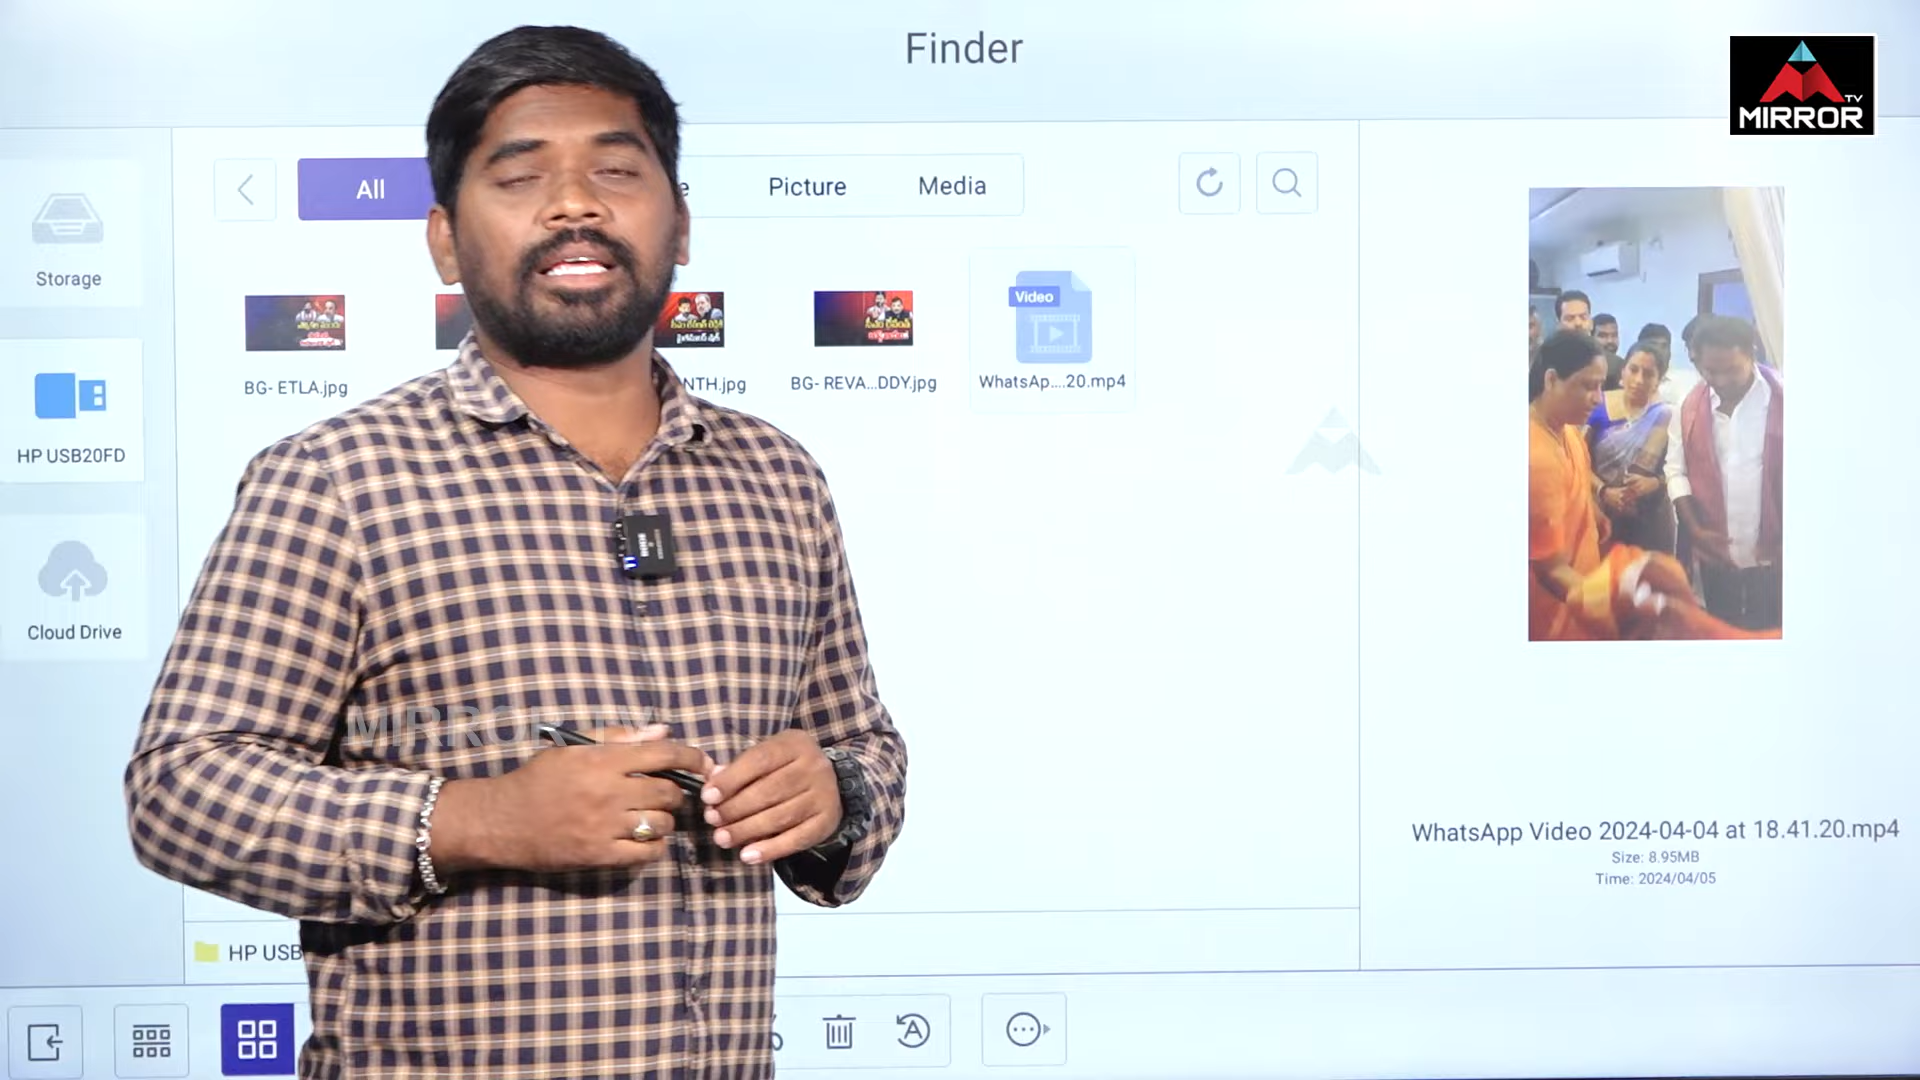 Finder
TV
MIRROR
All
Picture
Media
Storage
Video
BG- ETLA.jpg
NTH.jpg
BG- REVA...DDY.jpg
WhatsAp....20.mp4
HP USB20FD
Cloud Drive
MIRROR TV
WhatsApp Video 2024-04-04 at 18.41.20.mp4
Size: 8.95MB
Time: 2024/04/05
HP USB